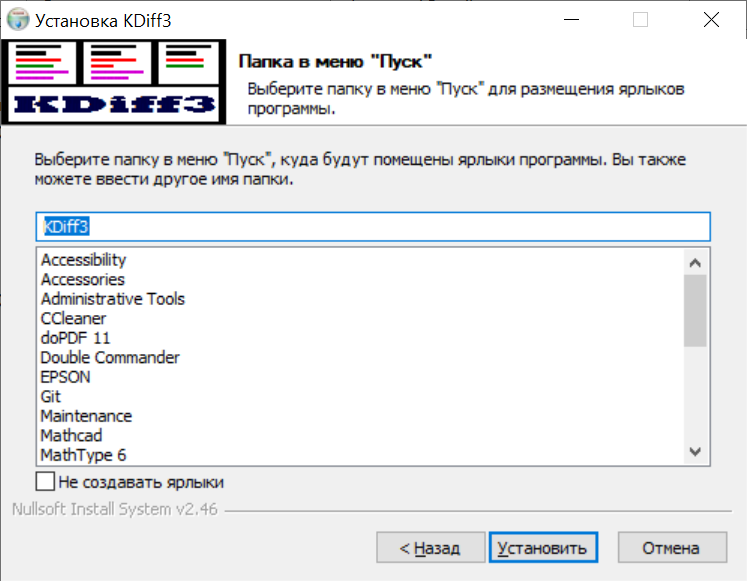 Установка KDiff3
KDiff3
Папка в меню "Пуск"
Выберите папку в меню "Пуск" для размещения ярлыков
программы.
Выберите папку в меню "Пуск", куда будут помещены ярлыки программы. Вы также
можете ввести другое имя папки.
KDiff3
Accessibility
Accessories
Administrative Tools
CCleaner
doPDF 11
Double Commander
EPSON
Git
Maintenance
Mathcad
MathType 6
Не создавать ярлыки
Nullsoft Install System v2.46
< Назад
Установить
Отмена